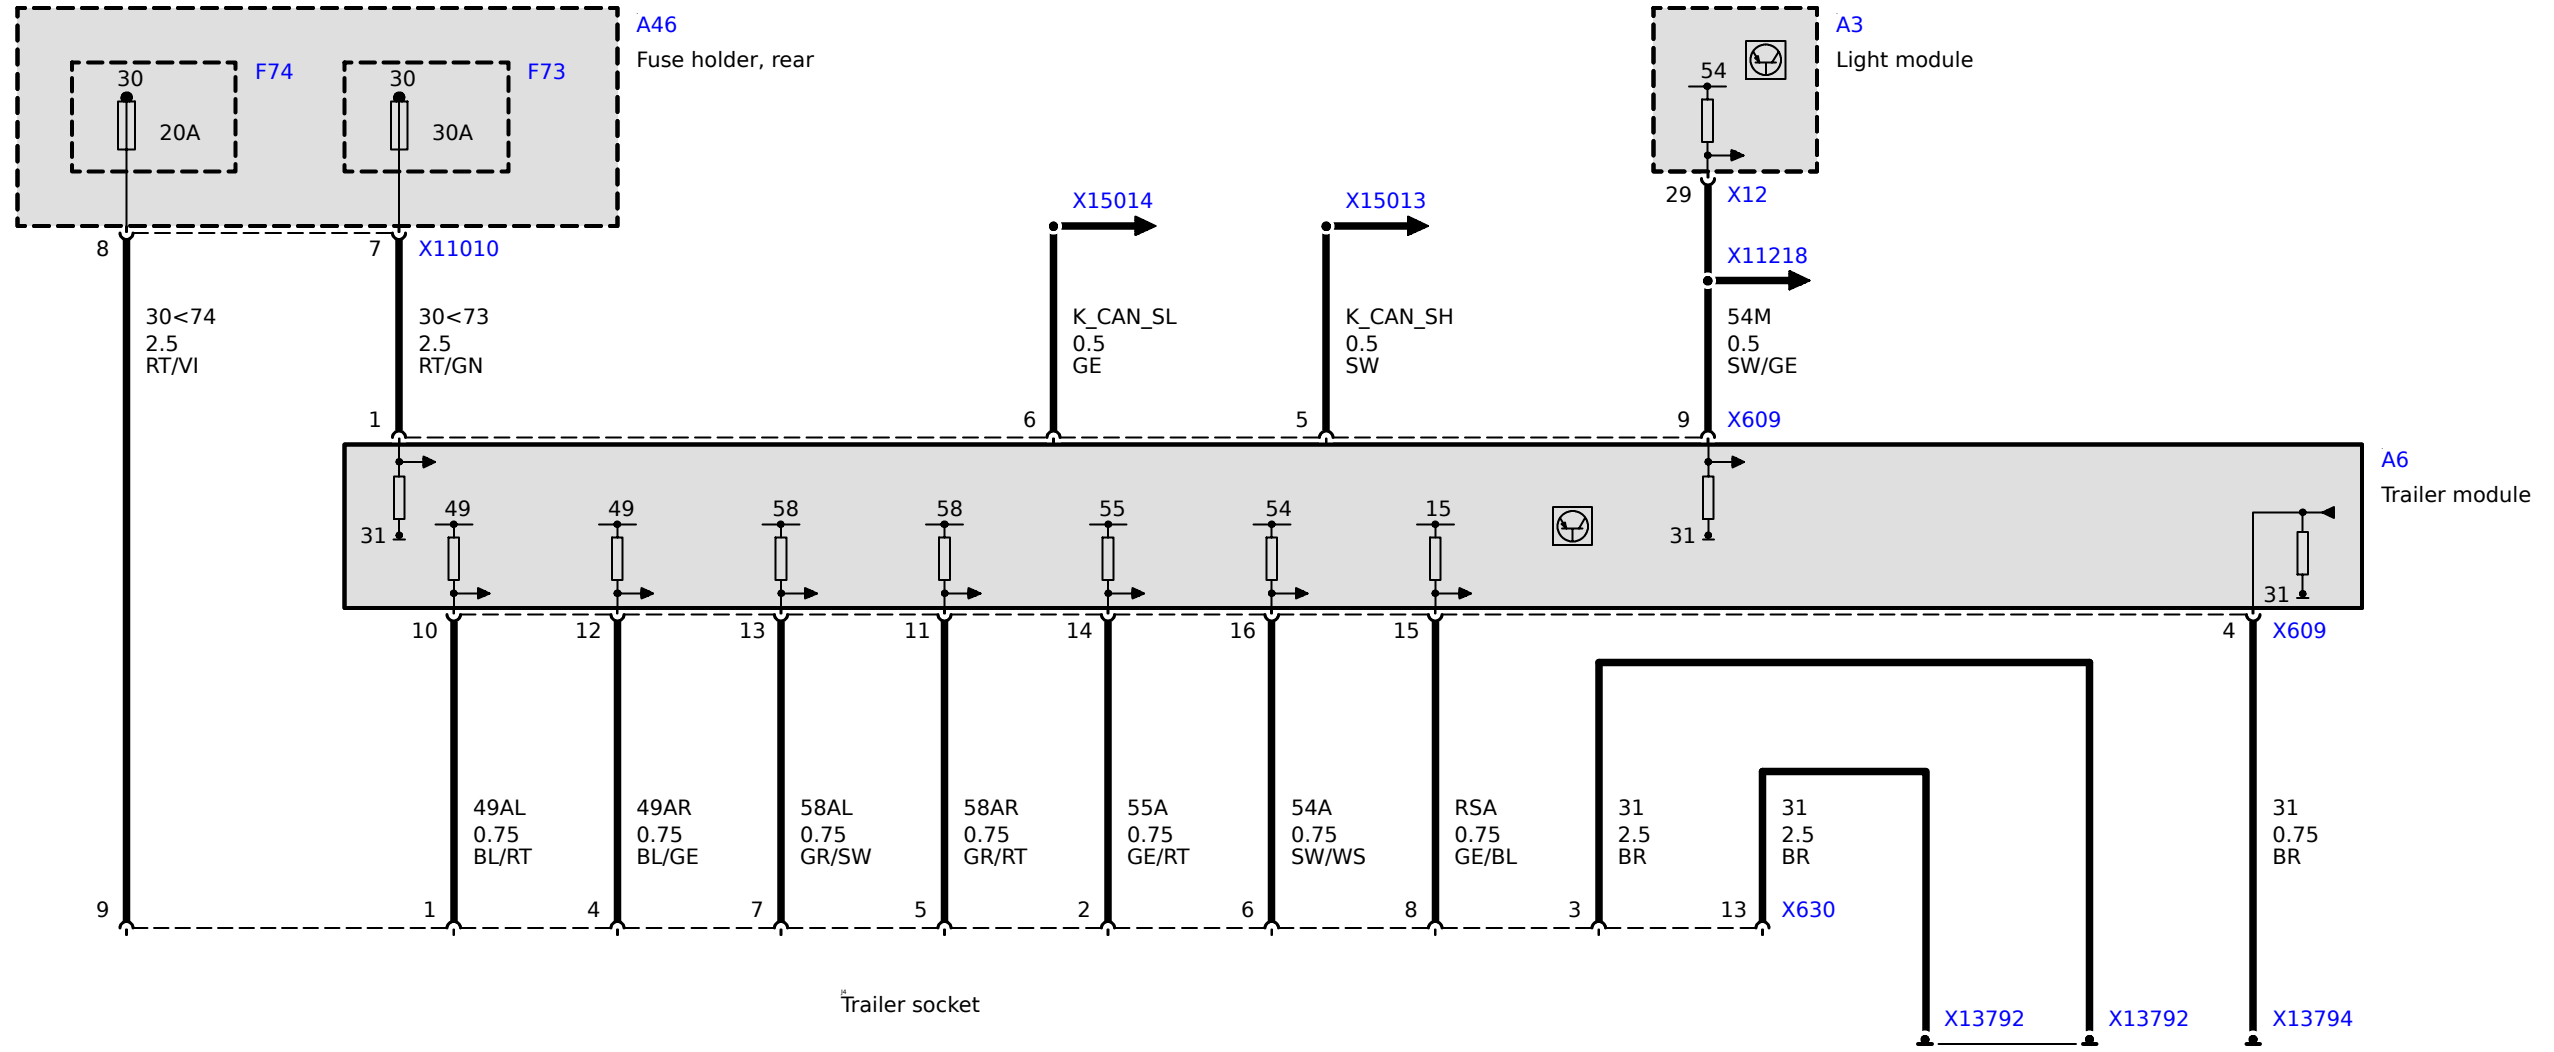 A46
Fuse holder, rear
A3
Light module
30
F74
30
F73
54
20A
30A
29
X12
X15014
X15013
8
7
X11010
X11218
30<74
2.5
RT/VI
30<73
2.5
RT/GN
K_CAN_SL
0.5
GE
K_CAN_SH
0.5
SW
54M
0.5
SW/GE
1
6
5
9
X609
A6
Trailer module
49
49
58
58
55
54
15
31
31
31
10
12
13
11
14
16
15
4
X609
49AL
0.75
BL/RT
49AR
0.75
BL/GE
58AL
0.75
GR/SW
58AR
0.75
GR/RT
55A
0.75
GE/RT
54A
0.75
SW/WS
RSA
0.75
GE/BL
31
2.5
BR
31
2.5
BR
31
0.75
BR
9
1
4
7
5
2
6
8
3
13
X630
Trailer socket
X13792
X13792
X13794